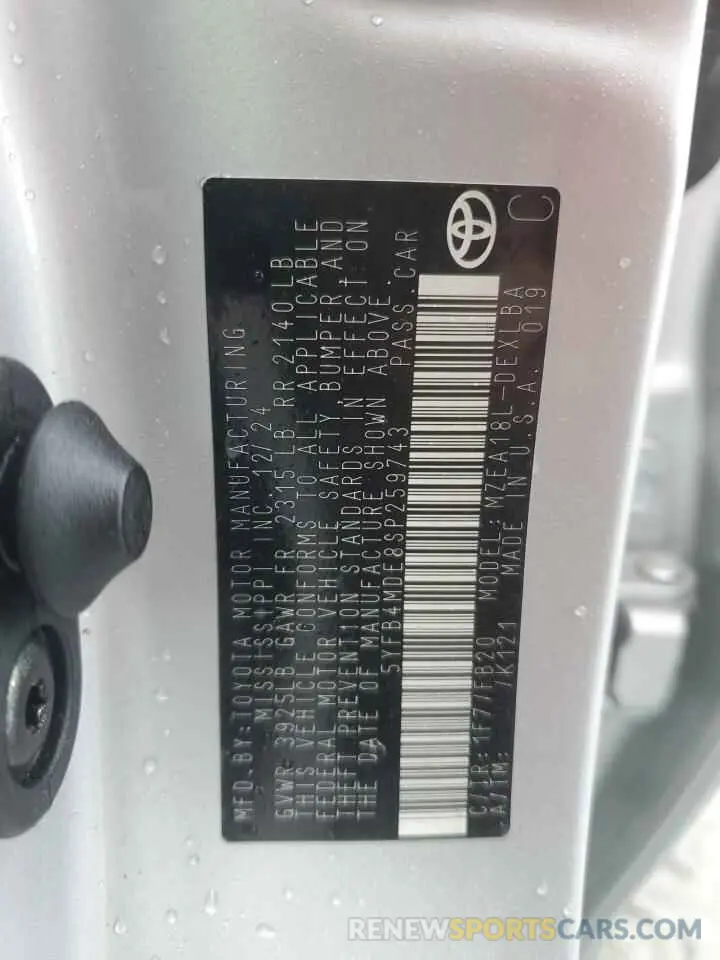 MFD.BY:TOYOTA MOTOR MANUFACTURING
MISSISSIPPI INC.12/24
GVWR 3925LB GAWR FR 2315LB RR 2140LB
THIS VEHICLE CONFORMS TO ALL APPLICABLE
FEDERAL MOTOR VEHICLE SAFETY, BUMPER, AND
THEFT PREVENTION STANDARDS IN EFFECT ON
THE DATE OF MANUFACTURE SHOWN ABOVE.
5YFB4MDE8SP259743 PASS.CAR
C/TR: 1F7/FB20 MODEL: MZEA18L-DEXLBA
A/TM: /K121 MADE IN U.S.A. 019
C
RENEWSPORTSCARS.COM